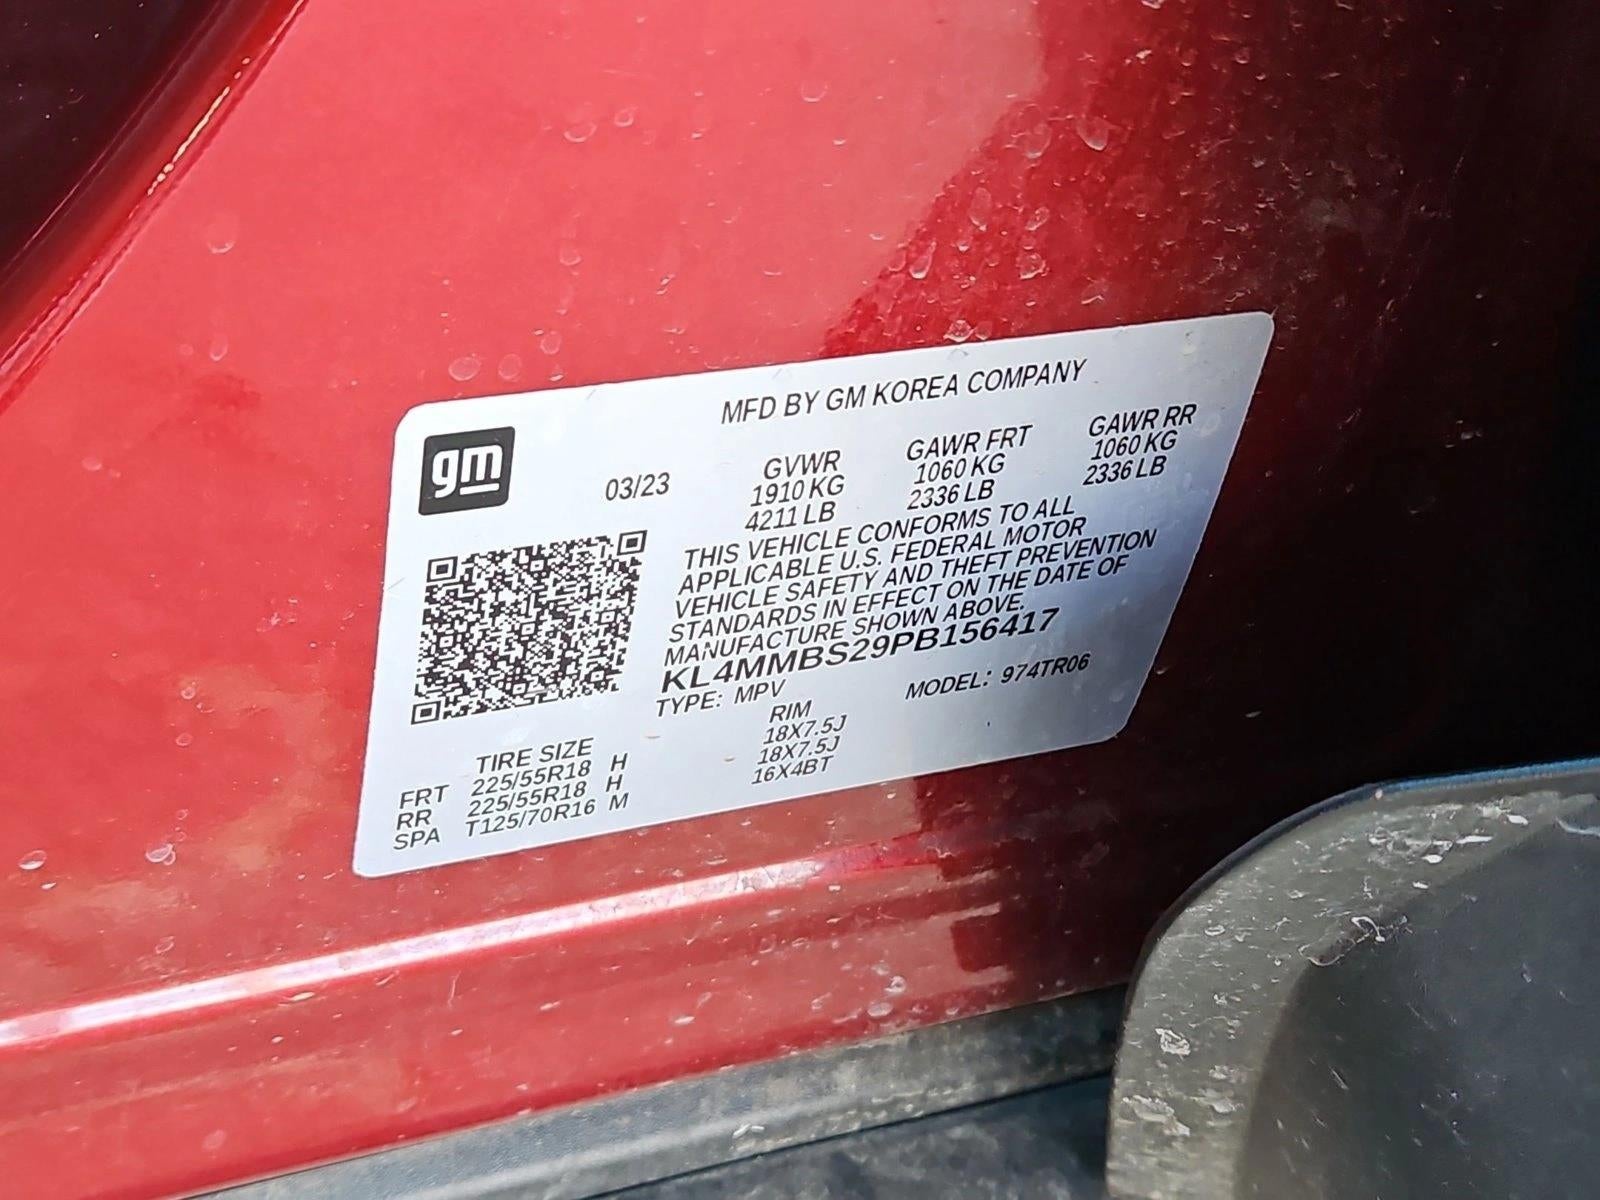 MFD BY GM KOREA COMPANY
gm
03/23
GVWR GAWR FRT GAWR RR
1910 KG 1060 KG 1060 KG
4211 LB 2336 LB 2336 LB
THIS VEHICLE CONFORMS TO ALL
APPLICABLE U.S. FEDERAL MOTOR
VEHICLE SAFETY AND THEFT PREVENTION
STANDARDS IN EFFECT ON THE DATE OF
MANUFACTURE SHOWN ABOVE.
KL4MMBS29PB156417
TYPE: MPV MODEL: 974TR06
TIRE SIZE RIM
FRT 225/55R18 H 18X7.5J
RR 225/55R18 H 18X7.5J
SPA T125/70R16 M 16X4BT